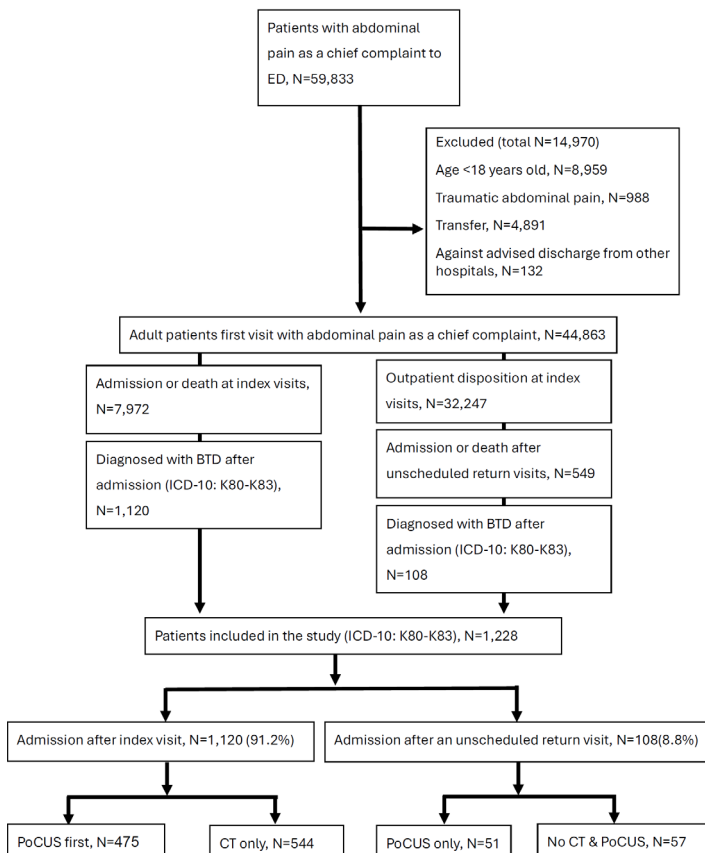 Patients with abdominal
pain as a chief complaint to
ED, N=59,833
Excluded (total N=14,970)
Age <18 years old, N=8,959
Traumatic abdominal pain, N=988
Transfer, N=4,891
Against advised discharge from other
hospitals, N=132
Adult patients first visit with abdominal pain as a chief complaint, N=44,863
Admission or death at index visits,
N=7,972
Outpatient disposition at index
visits, N=32,247
Diagnosed with BTD after
admission (ICD-10: K80-K83),
N=1,120
Admission or death after
unscheduled return visits, N=549
Diagnosed with BTD after
admission (ICD-10: K80-K83),
N=108
Patients included in the study (ICD-10: K80-K83), N=1,228
Admission after index visit, N=1,120 (91.2%)
Admission after an unscheduled return visit, N=108(8.8%)
PoCUS first, N=475
CT only, N=544
PoCUS only, N=51
No CT & PoCUS, N=57